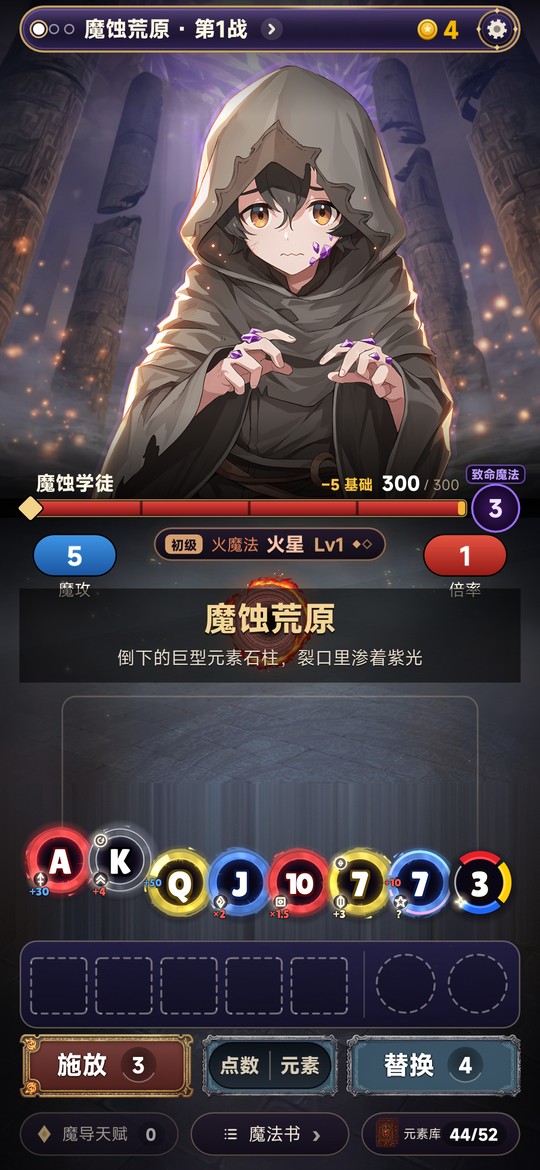 魔蚀荒原 · 第1战 4
致命魔法
魔蚀学徒 -5 基础 300 / 300 3
5 初级 火魔法 火星 Lv1 1
魔攻 倍率
魔蚀荒原
倒下的巨型元素石柱，裂口里渗着紫光
A K Q J 10 7 7 3
+30 +4 +50 ×2 ×1.5 +3 +10 ?
施放 3 点数 元素 替换 4
魔导天赋 0 魔法书 元素库 44/52